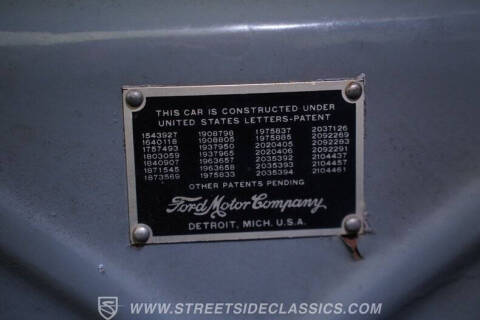 THIS CAR IS CONSTRUCTED UNDER
UNITED STATES LETTERS-PATENT
1543927 1908798 1975837 2037126
1640118 1908805 1975885 2092269
1757493 1937950 2020405 2092283
1803059 1937965 2020406 2092291
1840907 1963657 2035392 2104437
1871545 1963658 2035393 2104457
1873569 1975833 2035394 2104461
OTHER PATENTS PENDING
Ford Motor Company
DETROIT, MICH. U.S.A.
WWW.STREETSIDECLASSICS.COM